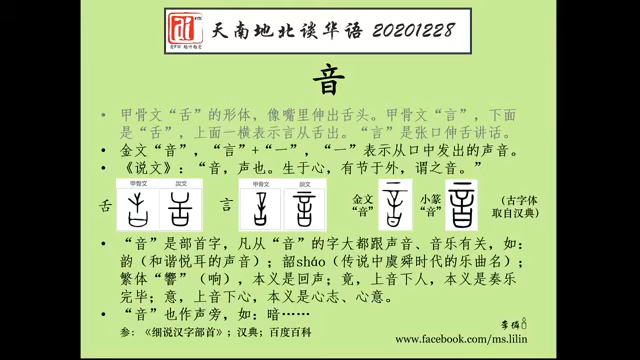 天南地北谈华语 20201228
音
• 甲骨文“舌”的形体，像嘴里伸出舌头。甲骨文“言”，下面
是“舌”，上面一横表示言从舌出。“言”是张口伸舌讲话。
• 金文“音”，“言”+“一”，“一”表示从口中发出的声音。
• 《说文》：“音，声也。生于心，有节于外，谓之音。”
舌 甲骨文 说文 言 甲骨文 说文 金文“音” 小篆“音” （古字体取自汉典）
• “音”是部首字，凡从“音”的字大都跟声音、音乐有关，如：
韵（和谐悦耳的声音）；韶sháo（传说中虞舜时代的乐曲名）；
繁体“響”（响），本义是回声；竟，上音下人，本义是奏乐
完毕；意，上音下心，本义是心志、心意。
• “音”也作声旁，如：暗……
参：《细说汉字部首》；汉典；百度百科
www.facebook.com/ms.lilin